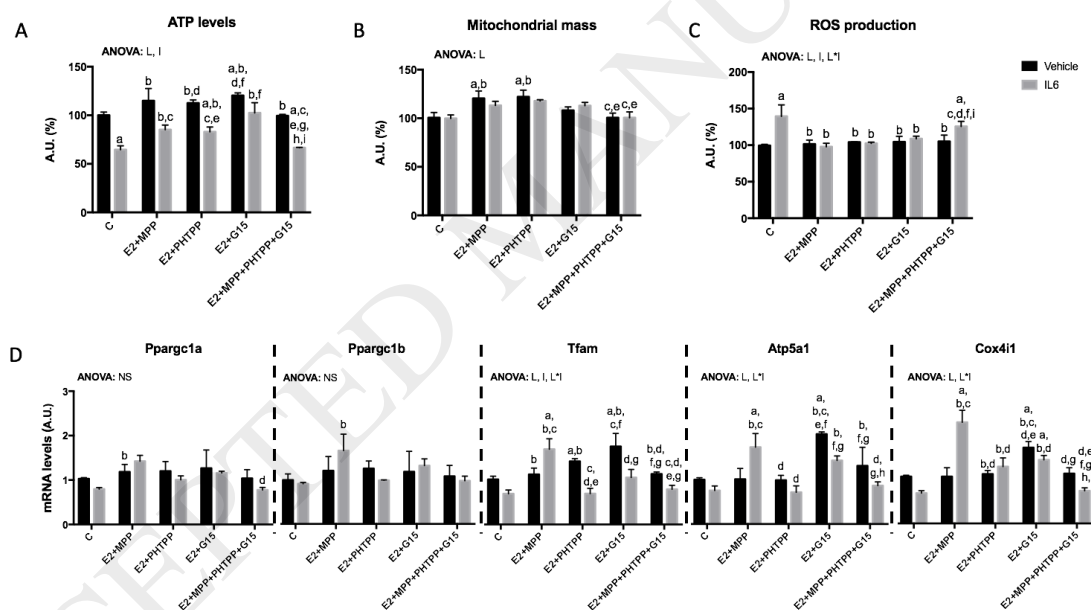 A
ATP levels
ANOVA: L, I
A.U. (%)
150
100
50
0
a
b
b,c
b,d
a,b,
c,e
a,b,
d,f
b,f
b
a,c,
e,g,
h,i
C
E2+MPP
E2+PHTPP
E2+G15
E2+MPP+PHTPP+G15
B
Mitochondrial mass
ANOVA: L
A.U. (%)
150
100
50
0
a,b
a,b
c,e
c,e
C
E2+MPP
E2+PHTPP
E2+G15
E2+MPP+PHTPP+G15
C
ROS production
ANOVA: L, I, L*I
A.U. (%)
200
150
100
50
0
a
b
b
b
b
b
b
b
a,
c,d,f,i
C
E2+MPP
E2+PHTPP
E2+G15
E2+MPP+PHTPP+G15
Vehicle
IL6
D
Ppargc1a
ANOVA: NS
mRNA levels (A.U.)
3
2
1
0
b
d
C
E2+MPP
E2+PHTPP
E2+G15
E2+MPP+PHTPP+G15
Ppargc1b
ANOVA: NS
b
C
E2+MPP
E2+PHTPP
E2+G15
E2+MPP+PHTPP+G15
Tfam
ANOVA: L, I, L*I
b
a,
b,c
a,b
c,
d,e
a,b,
c,f
d,g
b,d,
f,g
c,d,
e,g
C
E2+MPP
E2+PHTPP
E2+G15
E2+MPP+PHTPP+G15
Atp5a1
ANOVA: L, L*I
a,
b,c
d
d
a,
b,c,
e,f
b,
f,g
b,
f,g
d,
g,h
C
E2+MPP
E2+PHTPP
E2+G15
E2+MPP+PHTPP+G15
Cox4i1
ANOVA: L, L*I
a,
b,c
b,d
b,d
a,
b,c,
d,e
a,
b,d
d,g
d,e,
f,g
h,
C
E2+MPP
E2+PHTPP
E2+G15
E2+MPP+PHTPP+G15
CEPTED MANU